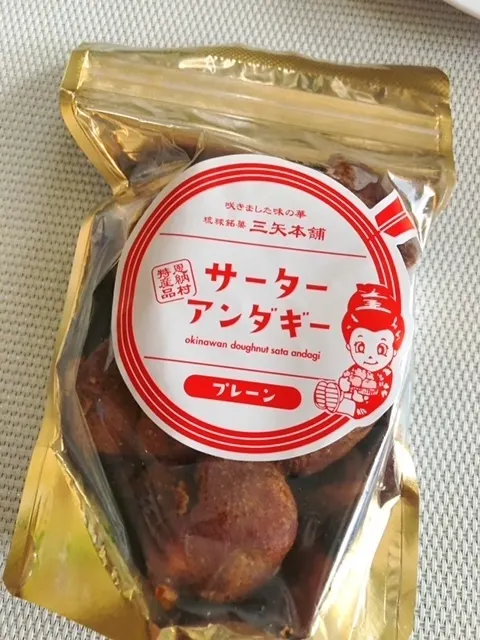 咲きました味の華
琉球銘菓 三矢本舗
恩納村
特産品
サーター
アンダギー
okinawan doughnut sata andagi
プレーン